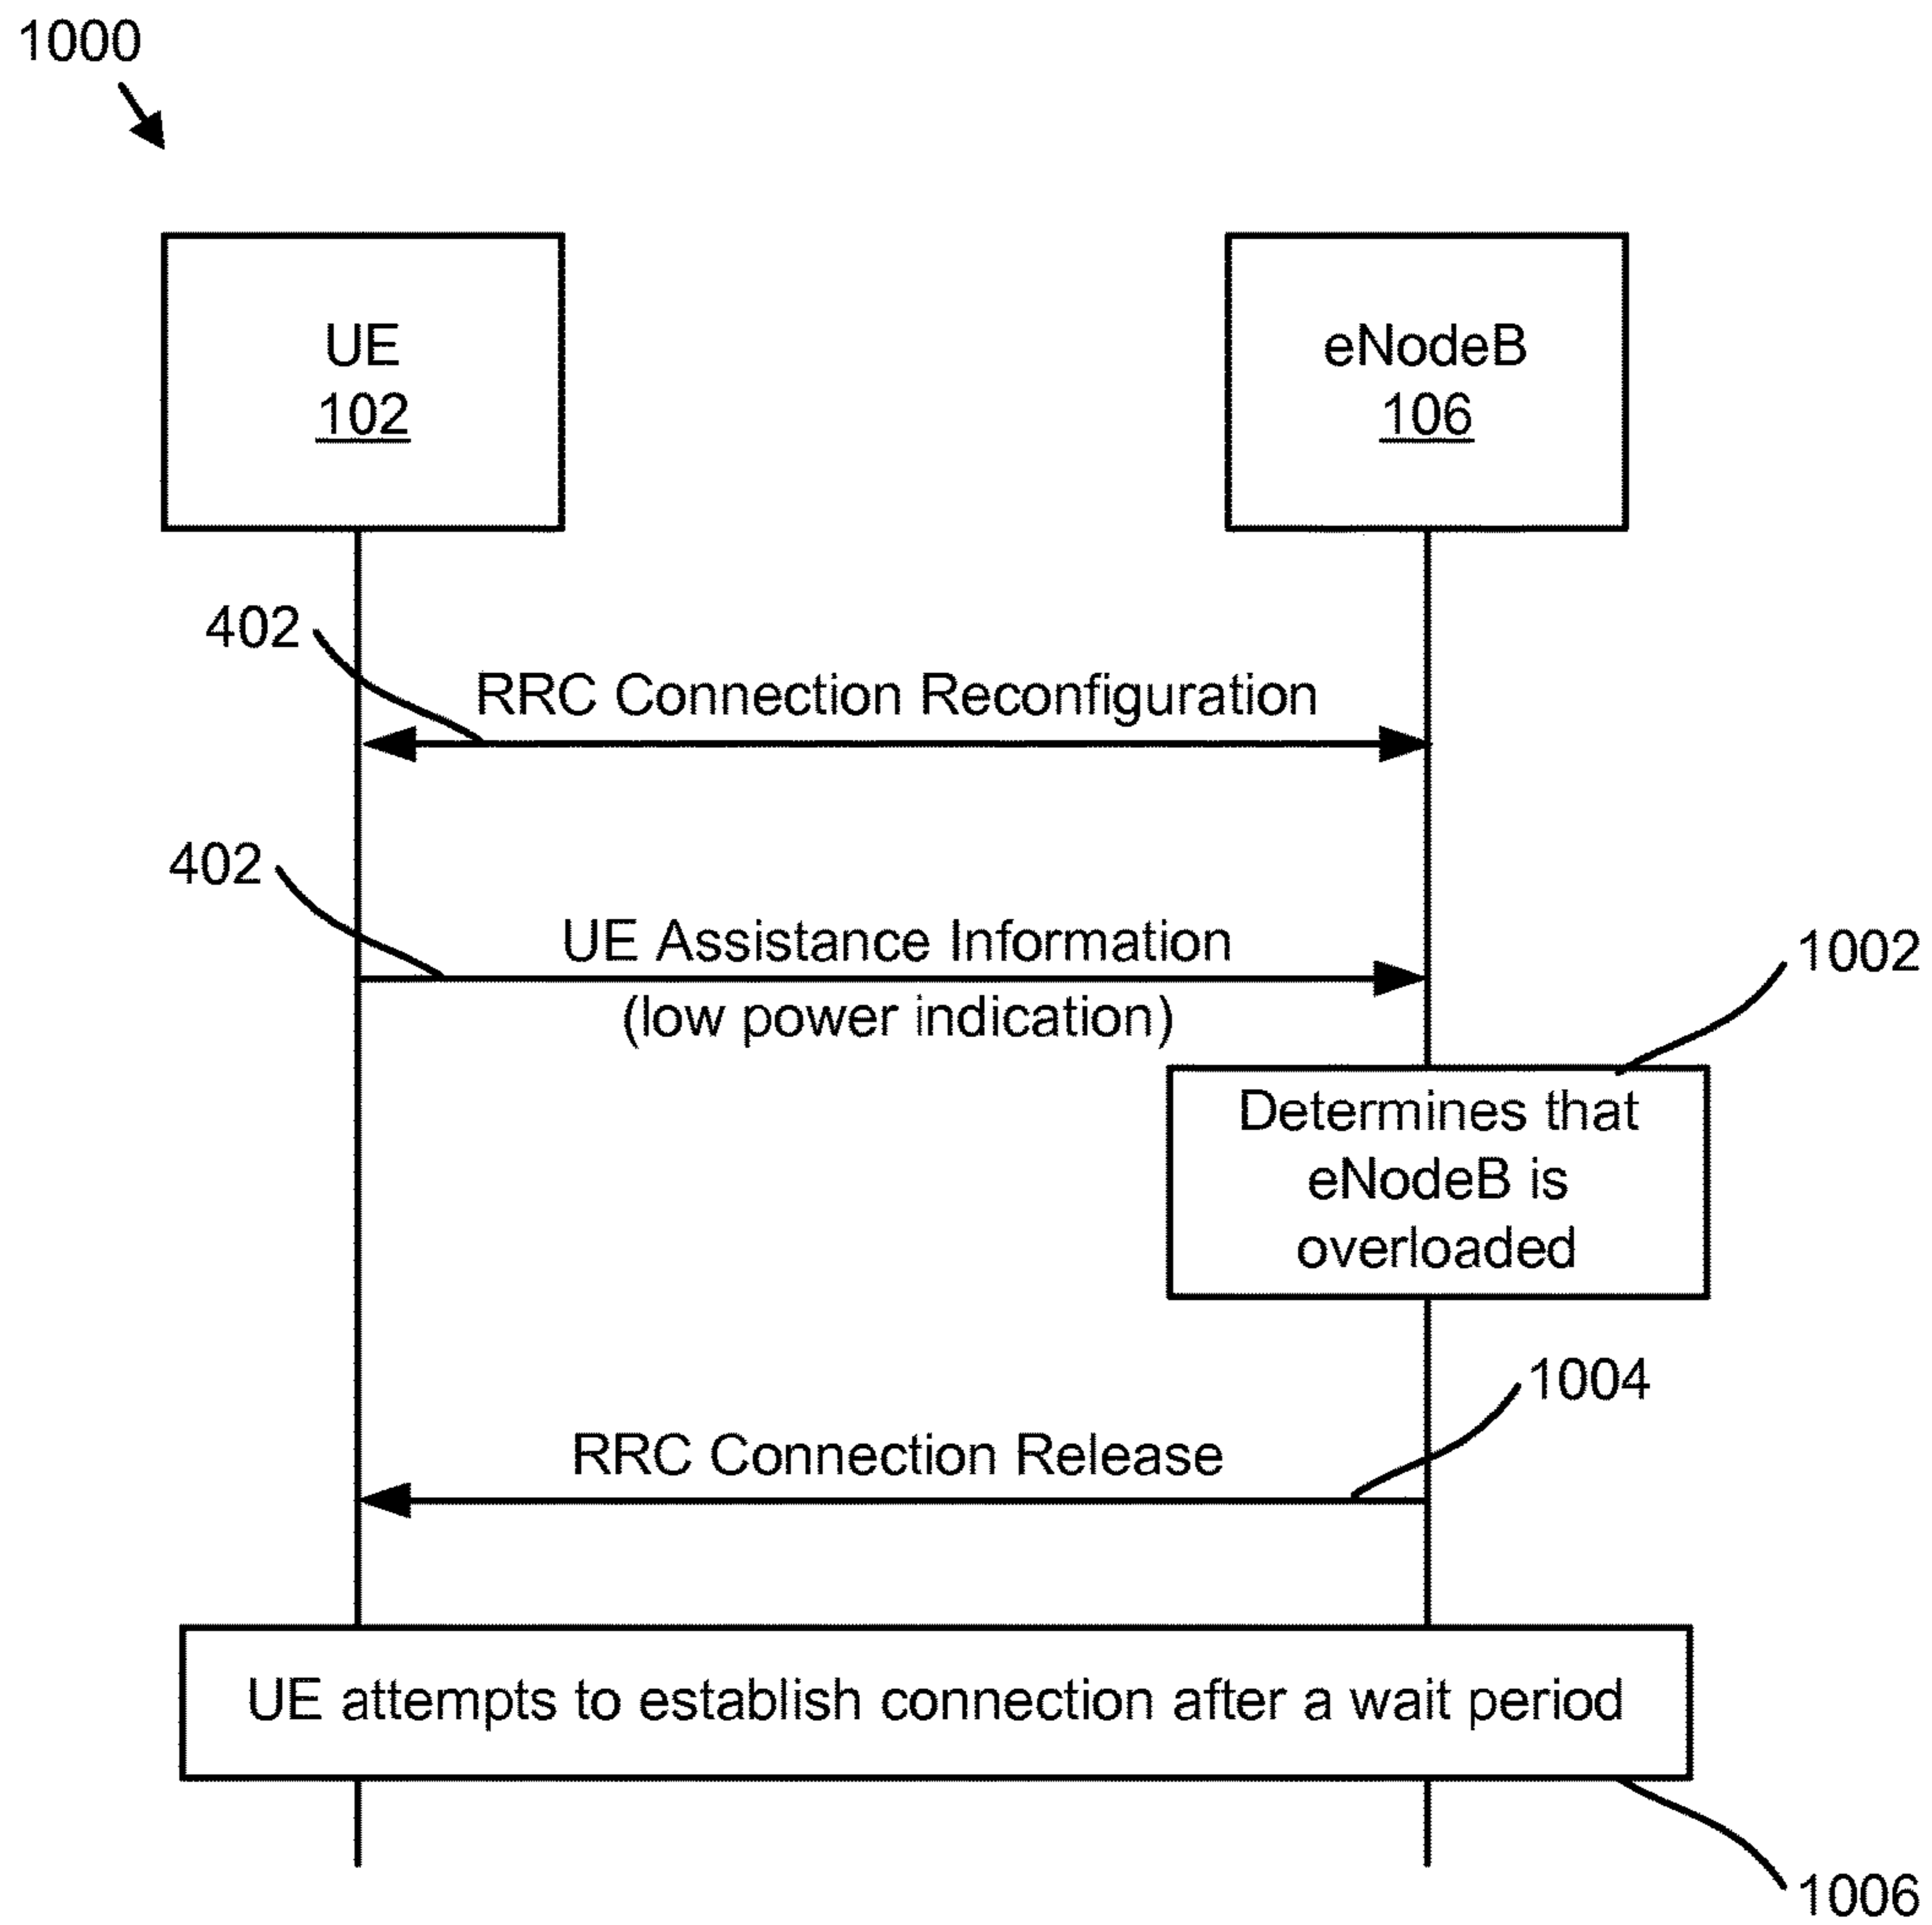 1000
UE
102
eNodeB
106
402
RRC Connection Reconfiguration
402
UE Assistance Information
(low power indication)
1002
Determines that
eNodeB is
overloaded
1004
RRC Connection Release
UE attempts to establish connection after a wait period
1006